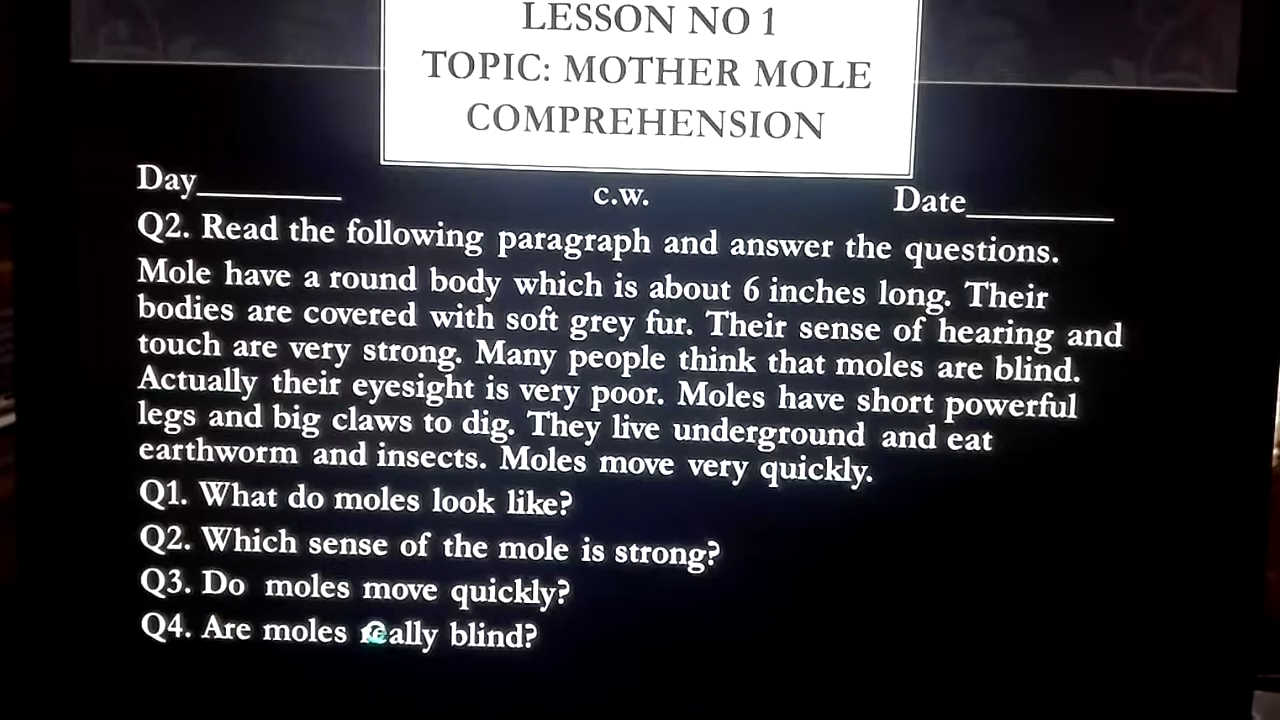 LESSON NO 1
TOPIC: MOTHER MOLE
COMPREHENSION
Day________ c.w. Date_________
Q2. Read the following paragraph and answer the questions.
Mole have a round body which is about 6 inches long. Their
bodies are covered with soft grey fur. Their sense of hearing and
touch are very strong. Many people think that moles are blind.
Actually their eyesight is very poor. Moles have short powerful
legs and big claws to dig. They live underground and eat
earthworm and insects. Moles move very quickly.
Q1. What do moles look like?
Q2. Which sense of the mole is strong?
Q3. Do moles move quickly?
Q4. Are moles really blind?